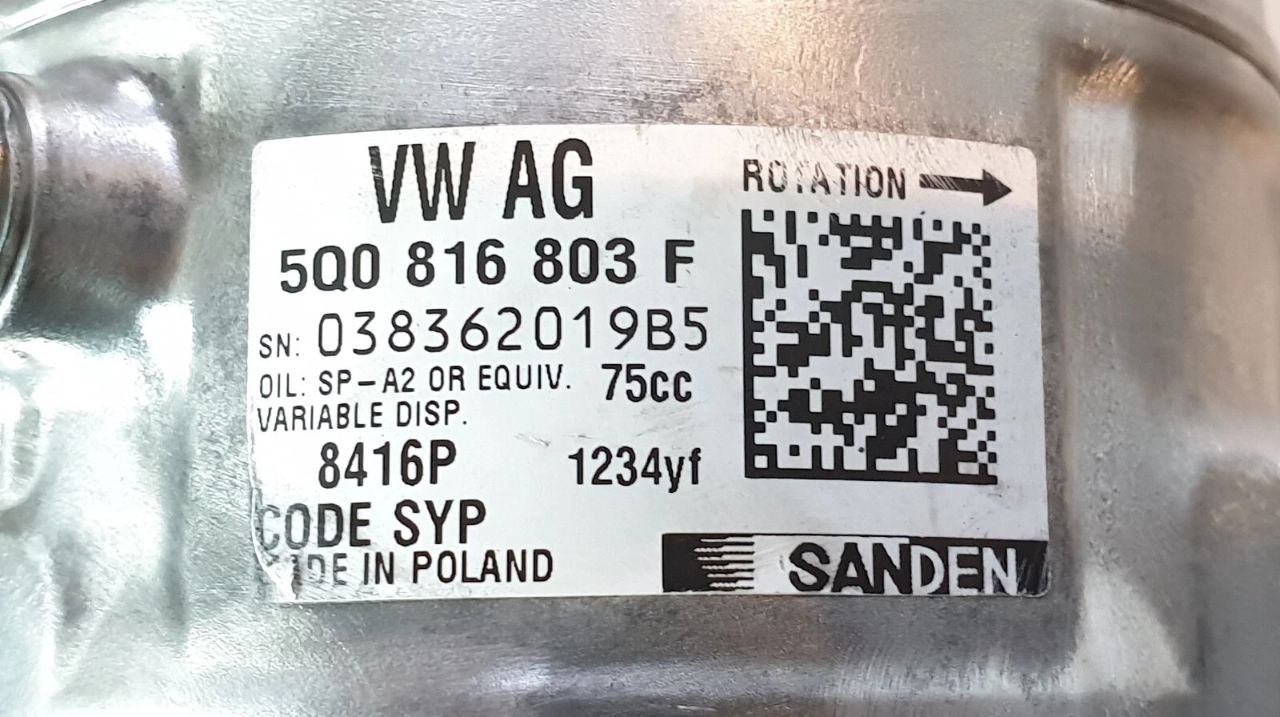 VW AG
ROTATION
5Q0 816 803 F
SN: 038362019B5
OIL: SP-A2 OR EQUIV. 75cc
VARIABLE DISP.
8416P 1234yf
CODE SYP
MADE IN POLAND
SANDEN